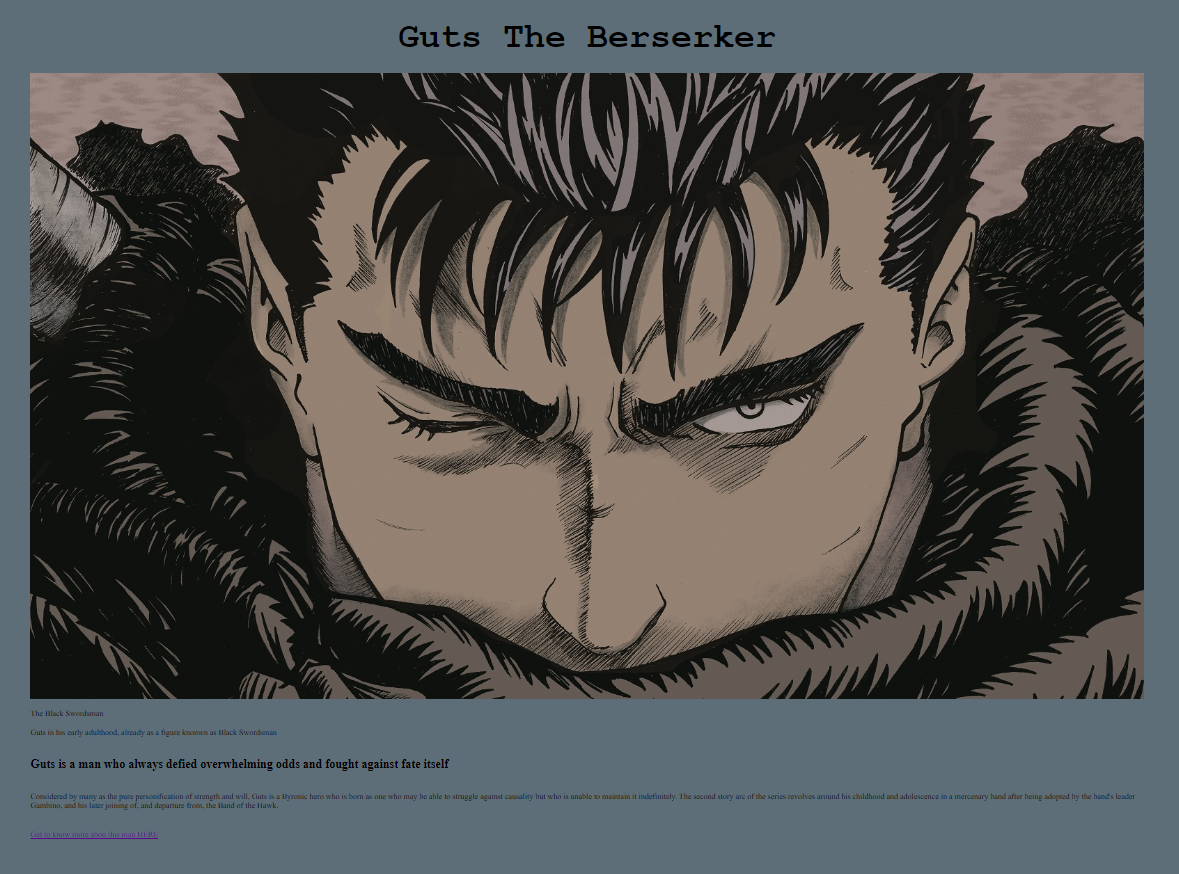 Guts The Berserker
The Black Swordsman
Guts in his early adulthood, already as a figure knonwn as Black Swordsman
Guts is a man who always defied overwhelming odds and fought against fate itself
Considered by many as the pure personification of strength and will, Guts is a Byronic hero who is born as one who may be able to struggle against causality but who is unable to maintain it indefinitely. The second story arc of the series revolves around his childhood and adolescence in a mercenary band after being adopted by the band's leader
Gambino, and his later joining of, and departure from, the Band of the Hawk.
Get to know more abou this man HERE